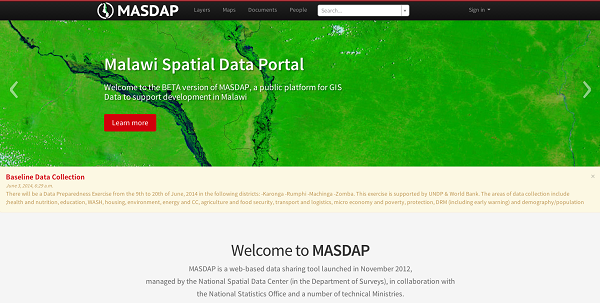 MASDAP Layers Maps Documents People Search... Sign in
Malawi Spatial Data Portal
Welcome to the BETA version of MASDAP, a public platform for GIS
Data to support development in Malawi
Learn more
Baseline Data Collection
June 2, 2014, 6:29 a.m.
There will be a Data Preparedness Exercise from the 9th to 20th of June, 2014 in the following districts: -Karonga -Rumphi -Machinga -Zomba. This exercise is supported by UNDP & World Bank. The areas of data collection include
:health and nutrition, education, WASH, housing, environment, energy and CC, agriculture and food security, transport and logistics, micro economy and poverty, protection, DRM (including early warning) and demography/population
Welcome to MASDAP
MASDAP is a web-based data sharing tool launched in November 2012,
managed by the National Spatial Data Center (in the Department of Surveys), in collaboration with
the National Statistics Office and a number of technical Ministries.